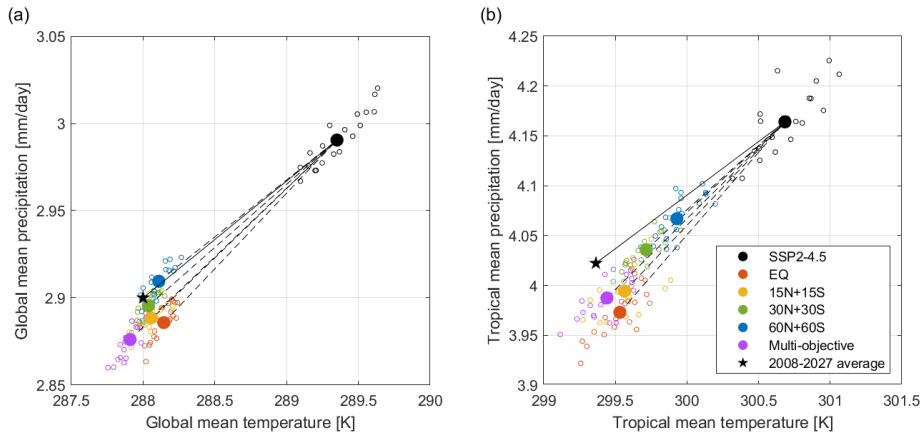 (a)
3.05
3
2.95
2.9
2.85
Global mean precipitation [mm/day]
287.5 288 288.5 289 289.5 290
Global mean temperature [K]
(b)
4.25
4.2
4.15
4.1
4.05
4
3.95
3.9
Tropical mean precipitation [mm/day]
299 299.5 300 300.5 301 301.5
Tropical mean temperature [K]
SSP2-4.5
EQ
15N+15S
30N+30S
60N+60S
Multi-objective
2008-2027 average